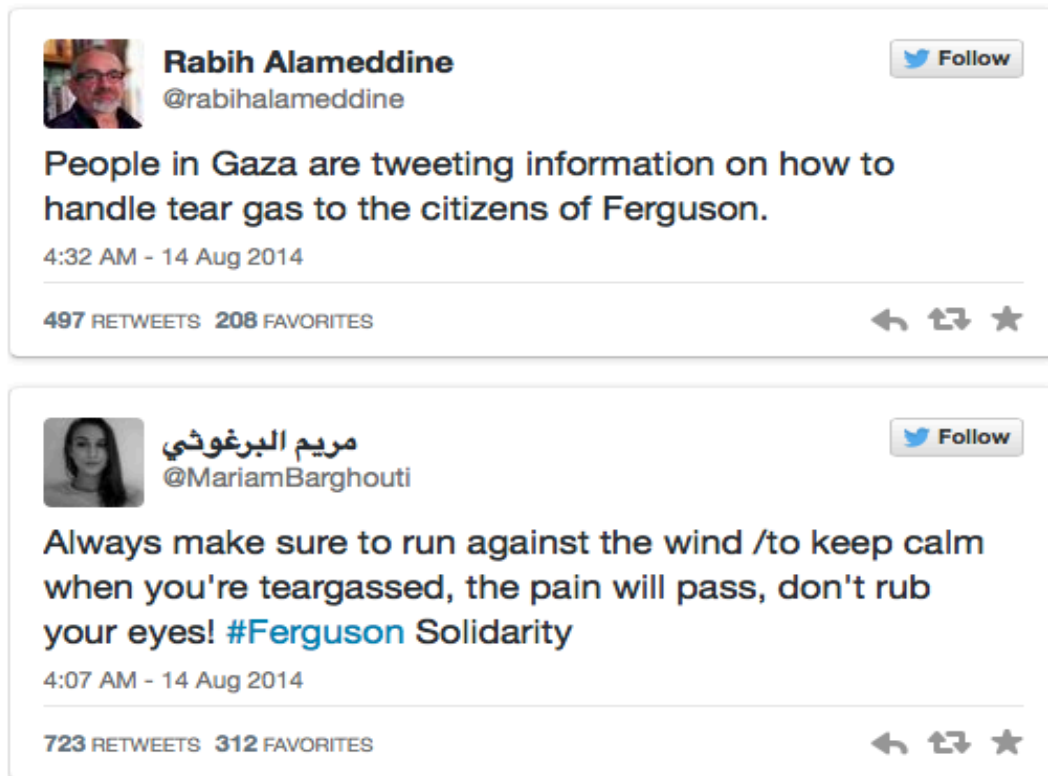 Rabih Alameddine
Follow
@rabihalameddine
People in Gaza are tweeting information on how to
handle tear gas to the citizens of Ferguson.
4:32 AM - 14 Aug 2014
497 RETWEETS 208 FAVORITES
مريم البرغوثي
Follow
@MariamBarghouti
Always make sure to run against the wind /to keep calm
when you're teargassed, the pain will pass, don't rub
your eyes! #Ferguson Solidarity
4:07 AM - 14 Aug 2014
723 RETWEETS 312 FAVORITES